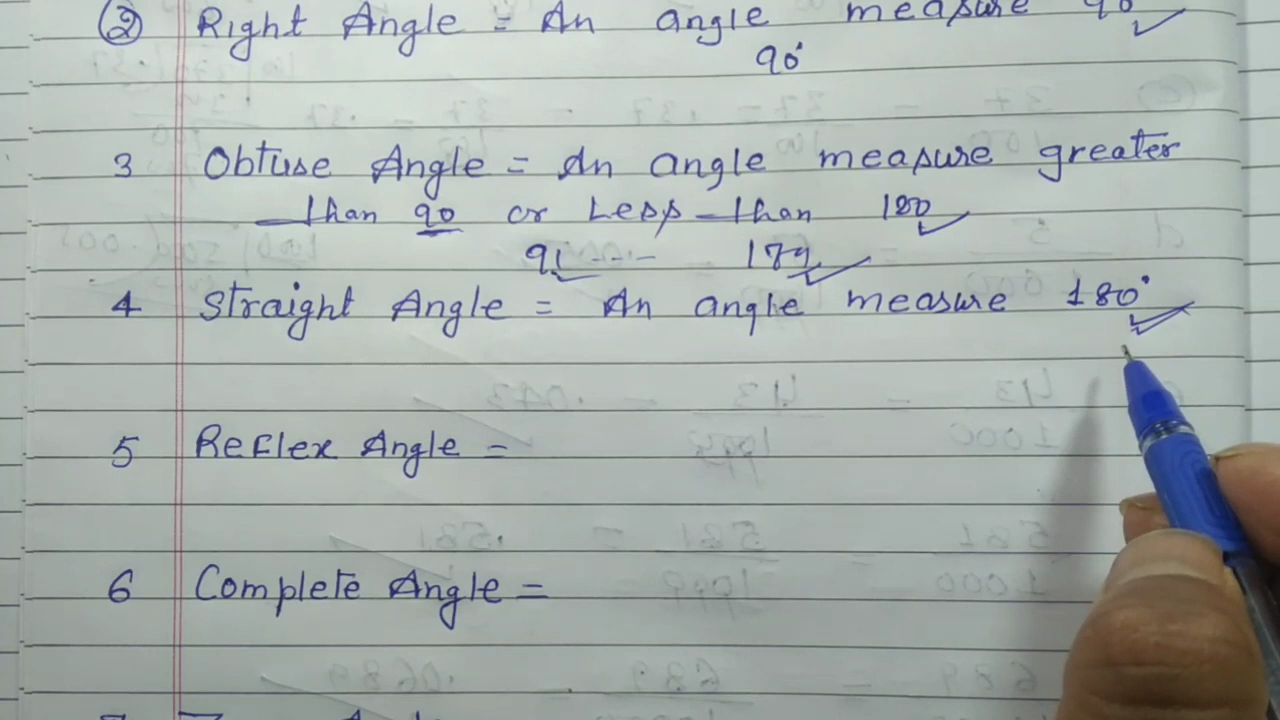 ② Right Angle = An angle measure 90
90°
3 Obtuse Angle = An angle measure greater
than 90 or Less than 180
91 ---- 179
4 Straight Angle = An angle measure 180°
5 Reflex Angle =
6 Complete Angle =